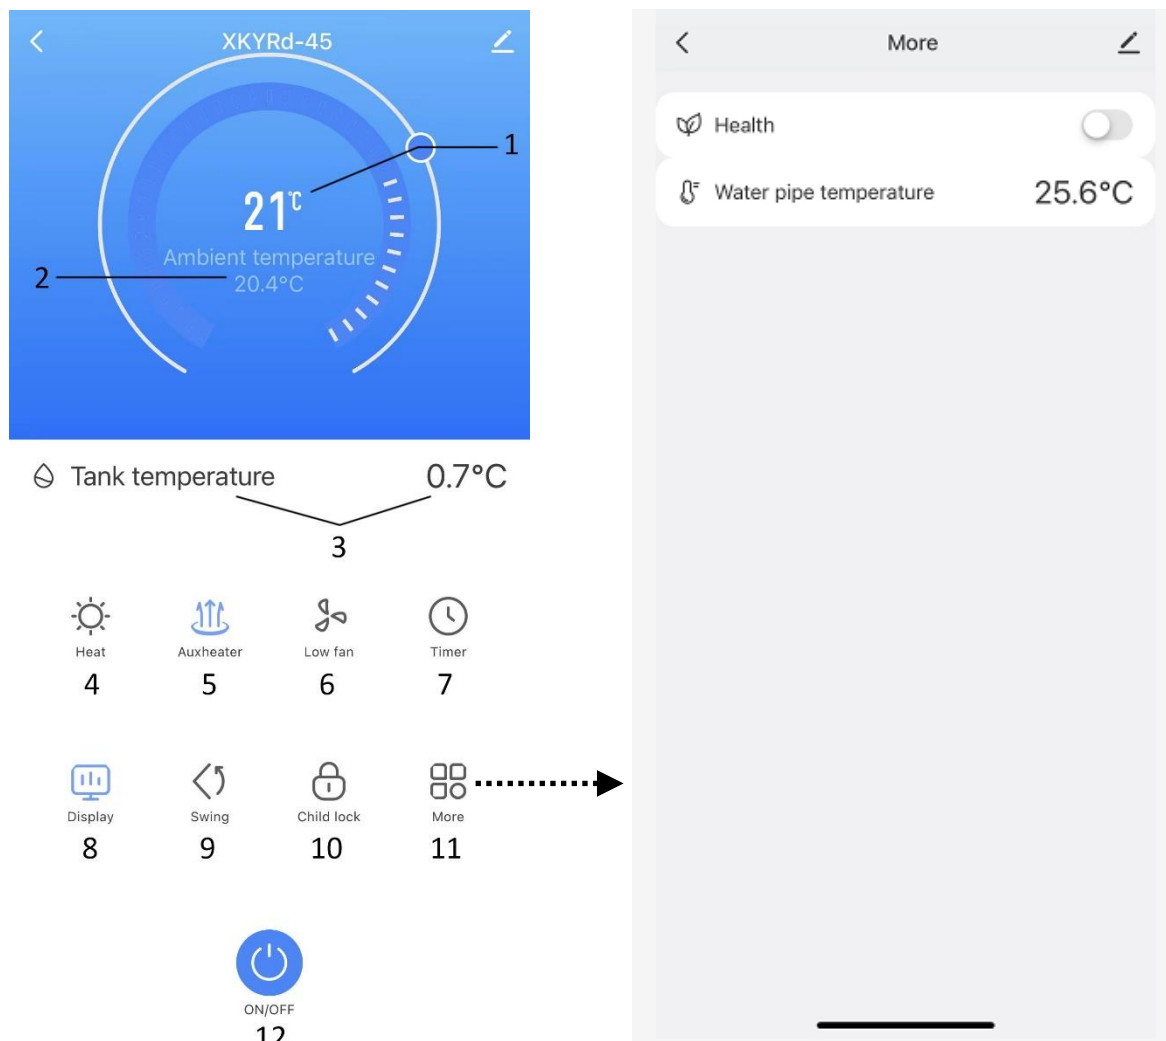 XKYRd-45
1
21°C
Ambient temperature
20.4°C
2
Tank temperature 0.7°C
3
Heat Auxheater Low fan Timer
4 5 6 7
Display Swing Child lock More
8 9 10 11
ON/OFF
12
More
Health
Water pipe temperature 25.6°C